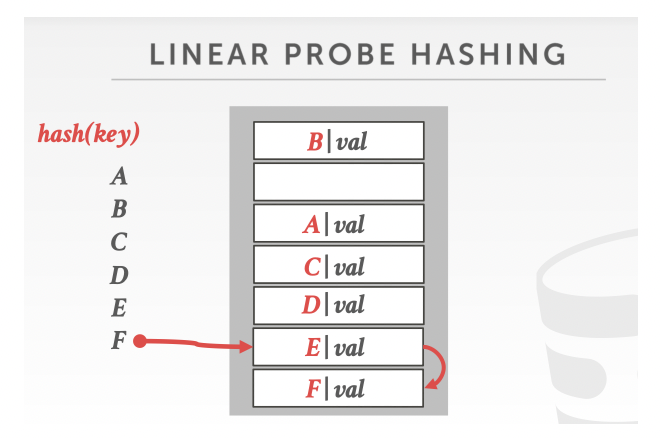 LINEAR PROBE HASHING
hash(key)
A
B
C
D
E
F
B|val
A|val
C|val
D|val
E|val
F|val